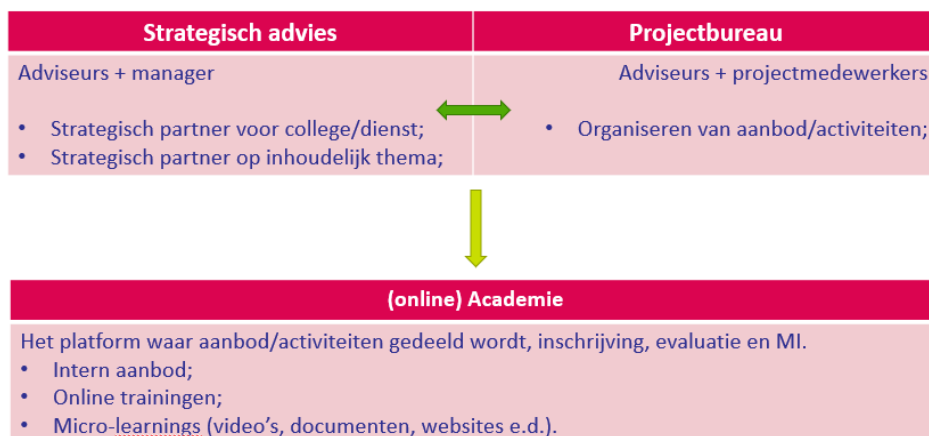 Strategisch advies
Projectbureau
Adviseurs + manager
• Strategisch partner voor college/dienst;
• Strategisch partner op inhoudelijk thema;
Adviseurs + projectmedewerkers
• Organiseren van aanbod/activiteiten;
(online) Academie
Het platform waar aanbod/activiteiten gedeeld wordt, inschrijving, evaluatie en MI.
• Intern aanbod;
• Online trainingen;
• Micro-learnings (video’s, documenten, websites e.d.).